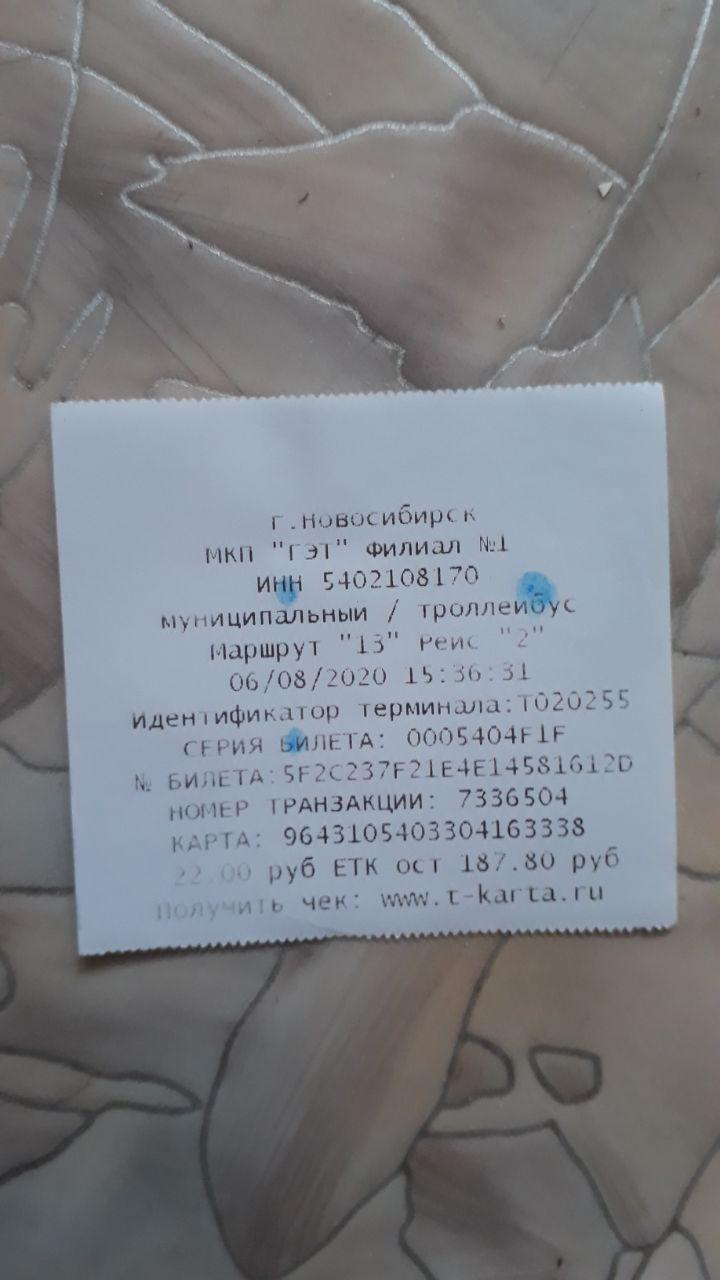 г.Новосибирск
МКП "ГЭТ" Филиал №1
ИНН 5402108170
муниципальный / троллейбус
Маршрут "13" Рейс "2"
06/08/2020 15:36:31
Идентификатор терминала:T020255
СЕРИЯ БИЛЕТА: 0005404F1F
№ БИЛЕТА:5F2C237F21E4E14581612D
НОМЕР ТРАНЗАКЦИИ: 7336504
КАРТА: 96431054033304163338
22.00 руб ЕТК ост 187.80 руб
Получить чек: www.t-karta.ru